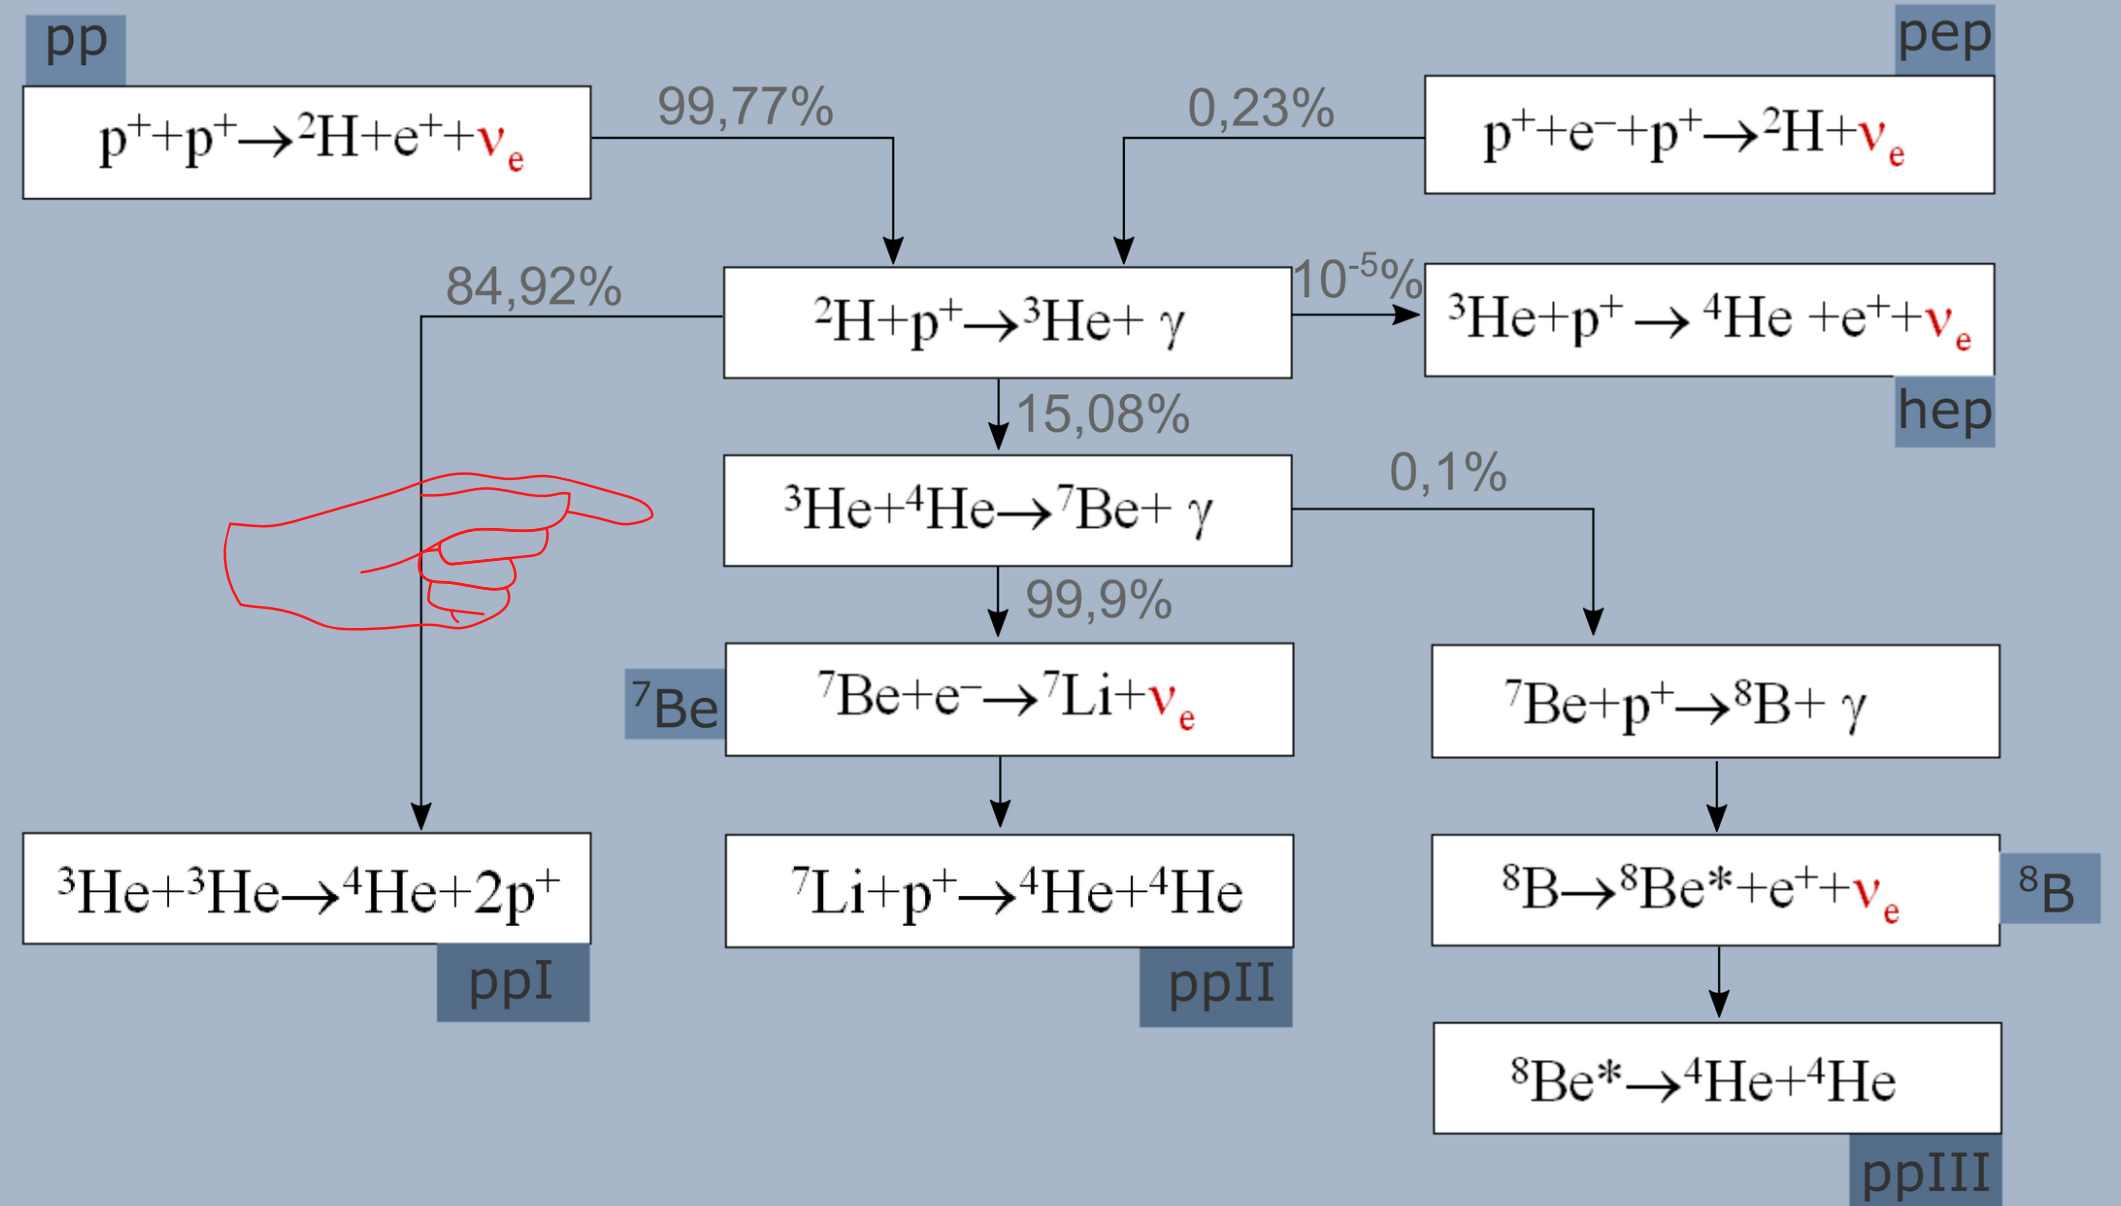 pp
pep
p⁺+p⁺→²H+e⁺+νₑ
99,77%
0,23%
p⁺+e⁻+p⁺→²H+νₑ
84,92%
²H+p⁺→³He+ γ
10⁻⁵%
³He+p⁺ → ⁴He +e⁺+νₑ
hep
15,08%
³He+⁴He→⁷Be+ γ
0,1%
99,9%
⁷Be
⁷Be+e⁻→⁷Li+νₑ
⁷Be+p⁺→⁸B+ γ
³He+³He→⁴He+2p⁺
⁷Li+p⁺→⁴He+⁴He
⁸B→⁸Be*+e⁺+νₑ
⁸B
ppI
ppII
⁸Be*→⁴He+⁴He
ppIII